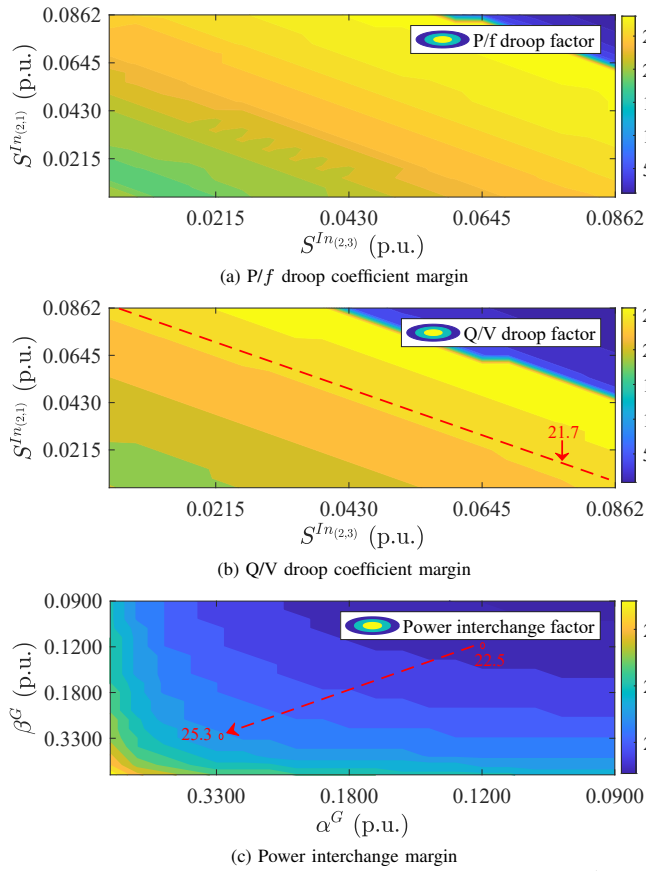 0.0862
0.0645
0.0430
0.0215
S^{In_{(2,1)}} (p.u.)
P/f droop factor
0.0215 0.0430 0.0645 0.0862
S^{In_{(2,3)}} (p.u.)
(a) P/f droop coefficient margin
0.0862
0.0645
0.0430
0.0215
S^{In_{(2,1)}} (p.u.)
Q/V droop factor
21.7
0.0215 0.0430 0.0645 0.0862
S^{In_{(2,3)}} (p.u.)
(b) Q/V droop coefficient margin
0.0900
0.1200
0.1800
0.3300
β^G (p.u.)
Power interchange factor
22.5
25.3
0.3300 0.1800 0.1200 0.0900
α^G (p.u.)
(c) Power interchange margin